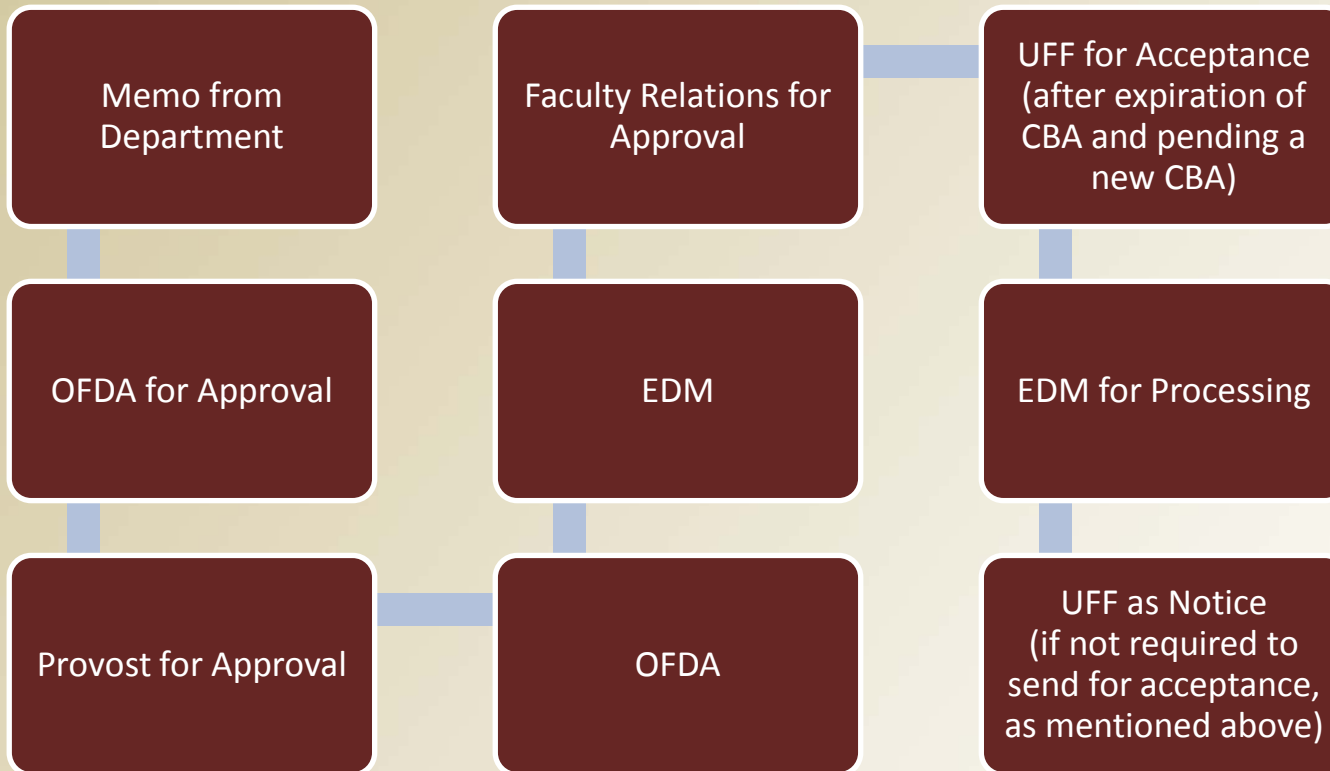 Memo from
Department
OFDA for Approval
Provost for Approval
OFDA
EDM
Faculty Relations for
Approval
UFF for Acceptance
(after expiration of
CBA and pending a
new CBA)
EDM for Processing
UFF as Notice
(if not required to
send for acceptance,
as mentioned above)